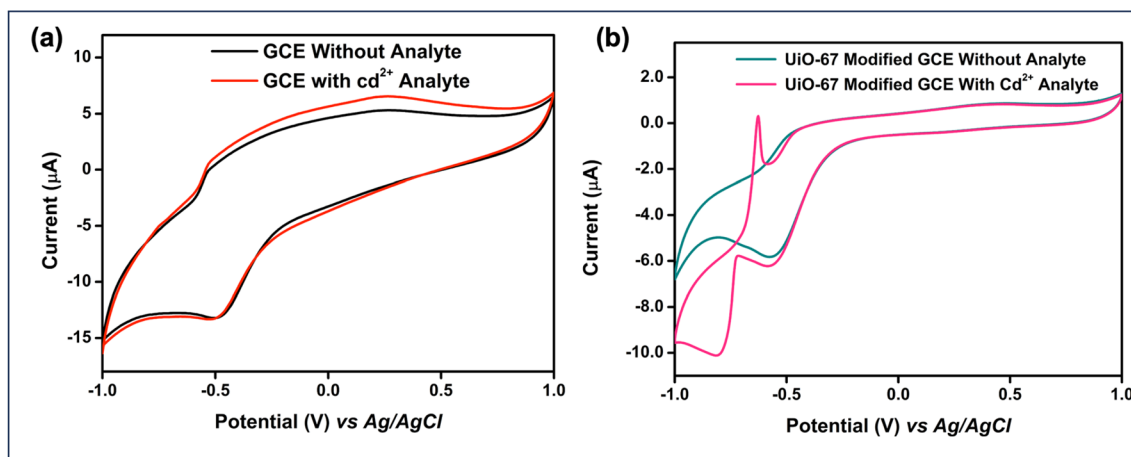 (a)
GCE Without Analyte
GCE with cd²⁺ Analyte
10
5
0
-5
-10
-15
Current (µA)
-1.0 -0.5 0.0 0.5 1.0
Potential (V) vs Ag/AgCl
(b)
UiO-67 Modified GCE Without Analyte
UiO-67 Modified GCE With Cd²⁺ Analyte
2.0
0.0
-2.0
-4.0
-6.0
-8.0
-10.0
Current (µA)
-1.0 -0.5 0.0 0.5 1.0
Potential (V) vs Ag/AgCl